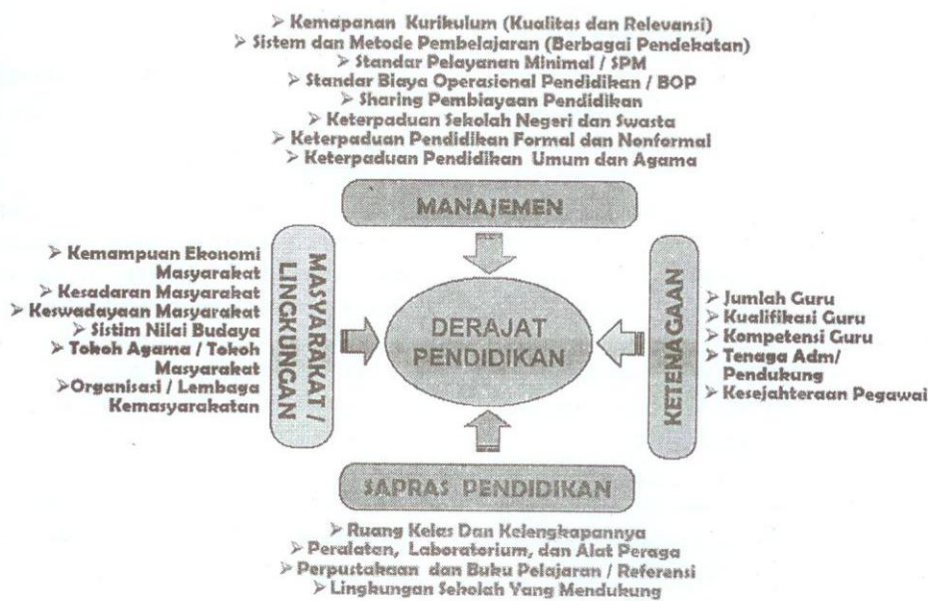 ➢ Kemapanan Kurikulum (Kualitas dan Relevansi)
➢ Sistem dan Metode Pembelajaran (Berbagai Pendekatan)
➢ Standar Pelayanan Minimal / SPM
➢ Standar Biaya Operasional Pendidikan / BOP
➢ Sharing Pembiayaan Pendidikan
➢ Keterpaduan Sekolah Negeri dan Swasta
➢ Keterpaduan Pendidikan Formal dan Nonformal
➢ Keterpaduan Pendidikan Umum dan Agama
MANAJEMEN
➢ Kemampuan Ekonomi
Masyarakat
➢ Kesadaran Masyarakat
➢ Keswadayaan Masyarakat
➢ Sistim Nilai Budaya
➢ Tokoh Agama / Tokoh
Masyarakat
➢ Organisasi / Lembaga
Kemasyarakatan
MASYARAKAT /
LINGKUNGAN
DERAJAT
PENDIDIKAN
KETENAGAAN
➢ Jumlah Guru
➢ Kualifikasi Guru
➢ Kompetensi Guru
➢ Tenaga Adm/
Pendukung
➢ Kesejahteraan Pegawai
SAPRAS PENDIDIKAN
➢ Ruang Kelas Dan Kelengkapannya
➢ Peralatan, Laboratorium, dan Alat Peraga
➢ Perpustakaan dan Buku Pelajaran / Referensi
➢ Lingkungan Sekolah Yang Mendukung